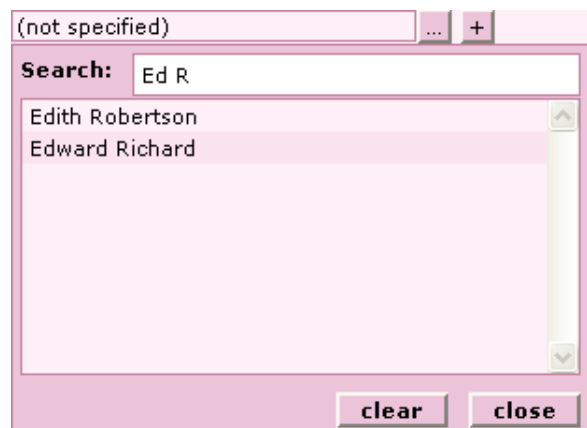 (not specified) ... +
Search: Ed R
Edith Robertson
Edward Richard
clear close